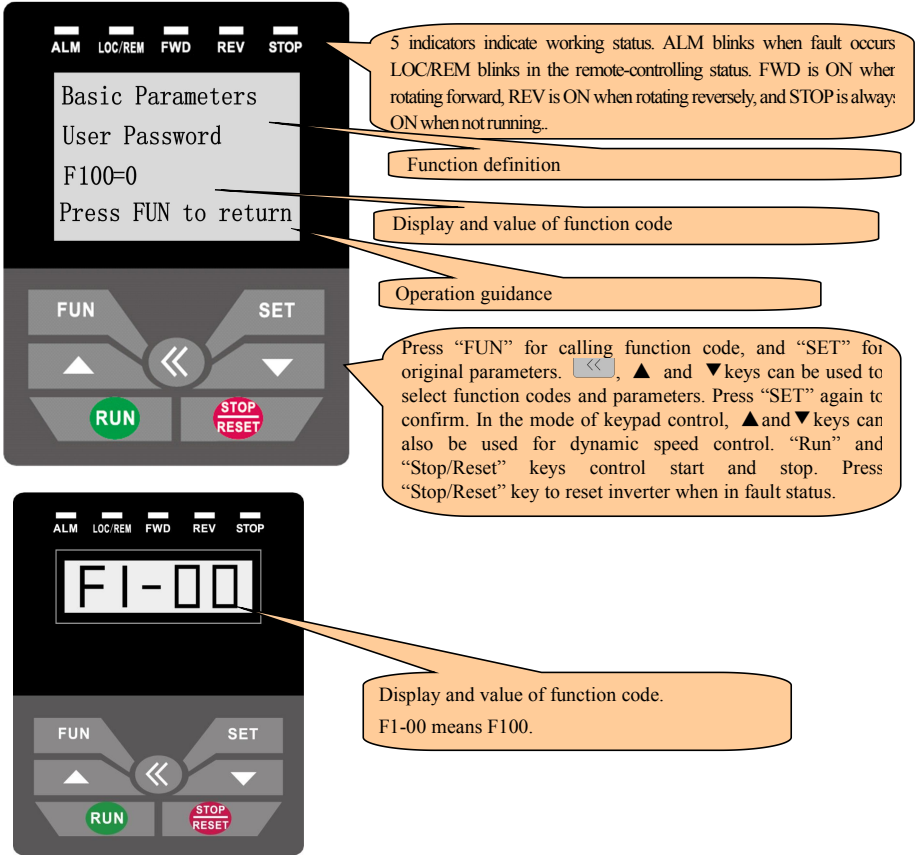 ALM LOC/REM FWD REV STOP
Basic Parameters
User Password
F100=0
Press FUN to return
FUN SET
RUN STOP
RESET
5 indicators indicate working status. ALM blinks when fault occurs
LOC/REM blinks in the remote-controlling status. FWD is ON when
rotating forward, REV is ON when rotating reversely, and STOP is always
ON when not running..
Function definition
Display and value of function code
Operation guidance
Press “FUN” for calling function code, and “SET” for
original parameters. <<, ▲ and ▼keys can be used to
select function codes and parameters. Press “SET” again to
confirm. In the mode of keypad control, ▲and▼keys can
also be used for dynamic speed control. “Run” and
“Stop/Reset” keys control start and stop. Press
“Stop/Reset” key to reset inverter when in fault status.
ALM LOC/REM FWD REV STOP
F1-00
FUN SET
RUN STOP
RESET
Display and value of function code.
F1-00 means F100.